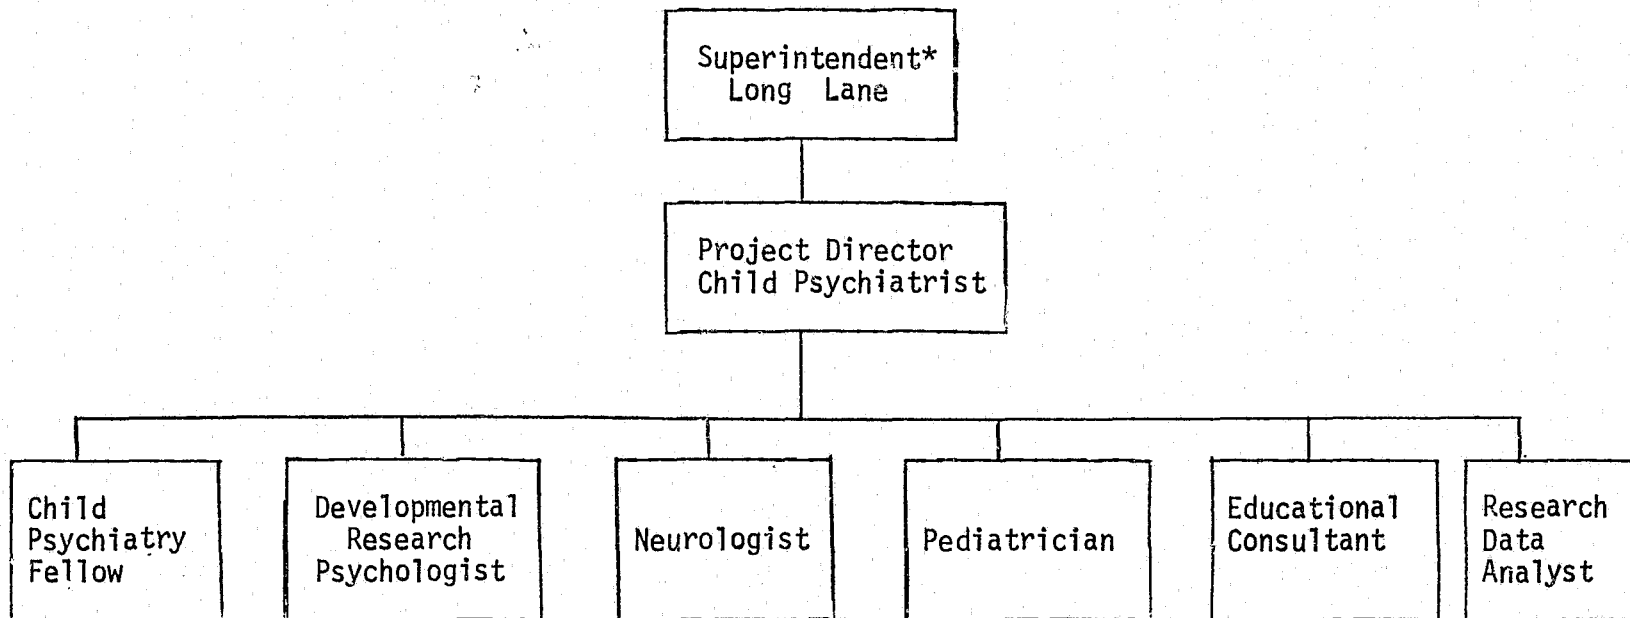 Superintendent*
Long Lane
Project Director
Child Psychiatrist
Child
Psychiatry
Fellow
Developmental
Research
Psychologist
Neurologist
Pediatrician
Educational
Consultant
Research
Data
Analyst